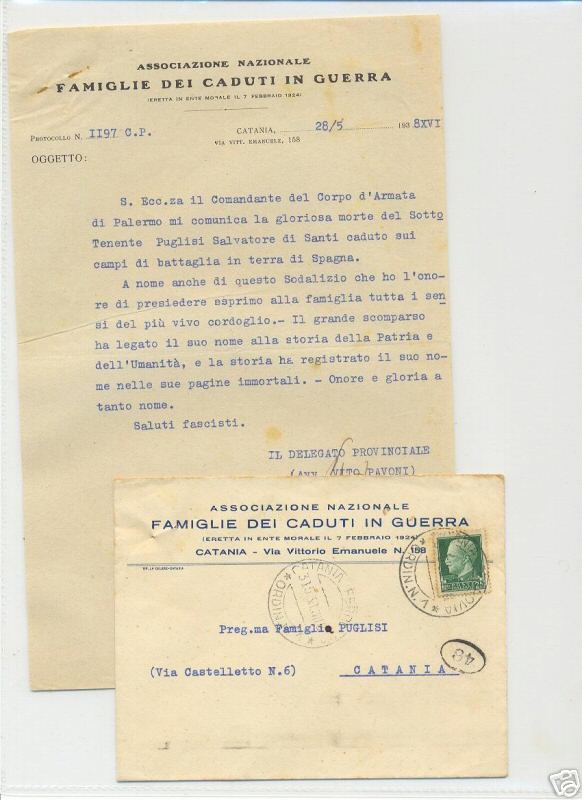 ASSOCIAZIONE NAZIONALE
FAMIGLIE DEI CADUTI IN GUERRA
(ERETTA IN ENTE MORALE IL 7 FEBBRAIO 1924)
PROTOCOLLO N. 1197 C.P.
CATANIA, 28/5 1938XVI
VIA VITT. EMANUELE, 158
OGGETTO:
S. Ecc.za il Comandante del Corpo d'Armata
di Palermo mi comunica la gloriosa morte del Sotto
Tenente Puglisi Salvatore di Santi caduto sui
campi di battaglia in terra di Spagna.
A nome anche di questo Sodalizio che ho l'ono=
re di presiedere esprimo alla famiglia tutta i sen
si del più vivo cordoglio.- Il grande scomparso
ha legato il suo nome alla storia della Patria e
dell'Umanità, e la storia ha registrato il suo no=
me nelle sue pagine immortali. - Onore e gloria a
tanto nome.
Saluti fascisti.
IL DELEGATO PROVINCIALE
(Avv. VITO PAVONI)
ASSOCIAZIONE NAZIONALE
FAMIGLIE DEI CADUTI IN GUERRA
(ERETTA IN ENTE MORALE IL 7 FEBBRAIO 1924)
CATANIA - Via Vittorio Emanuele N. 158
CATANIA
ORDIN
ORDIN
Preg.ma Famiglia PUGLISI
(Via Castelletto N.6)
CATANIA
48